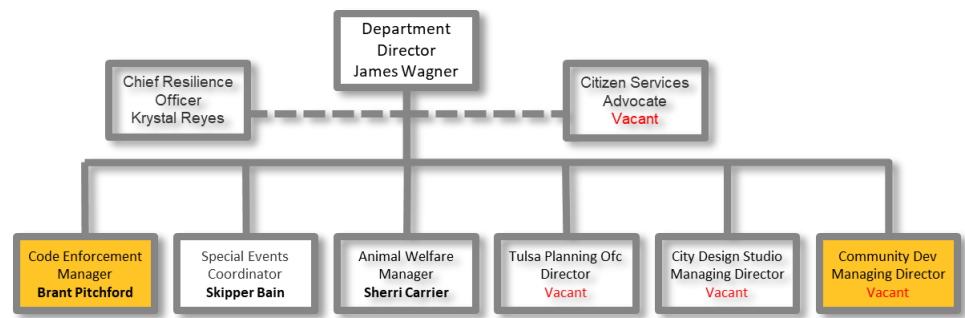 Department
Director
James Wagner
Chief Resilience
Officer
Krystal Reyes
Citizen Services
Advocate
Vacant
Code Enforcement
Manager
Brant Pitchford
Special Events
Coordinator
Skipper Bain
Animal Welfare
Manager
Sherri Carrier
Tulsa Planning Ofc
Director
Vacant
City Design Studio
Managing Director
Vacant
Community Dev
Managing Director
Vacant